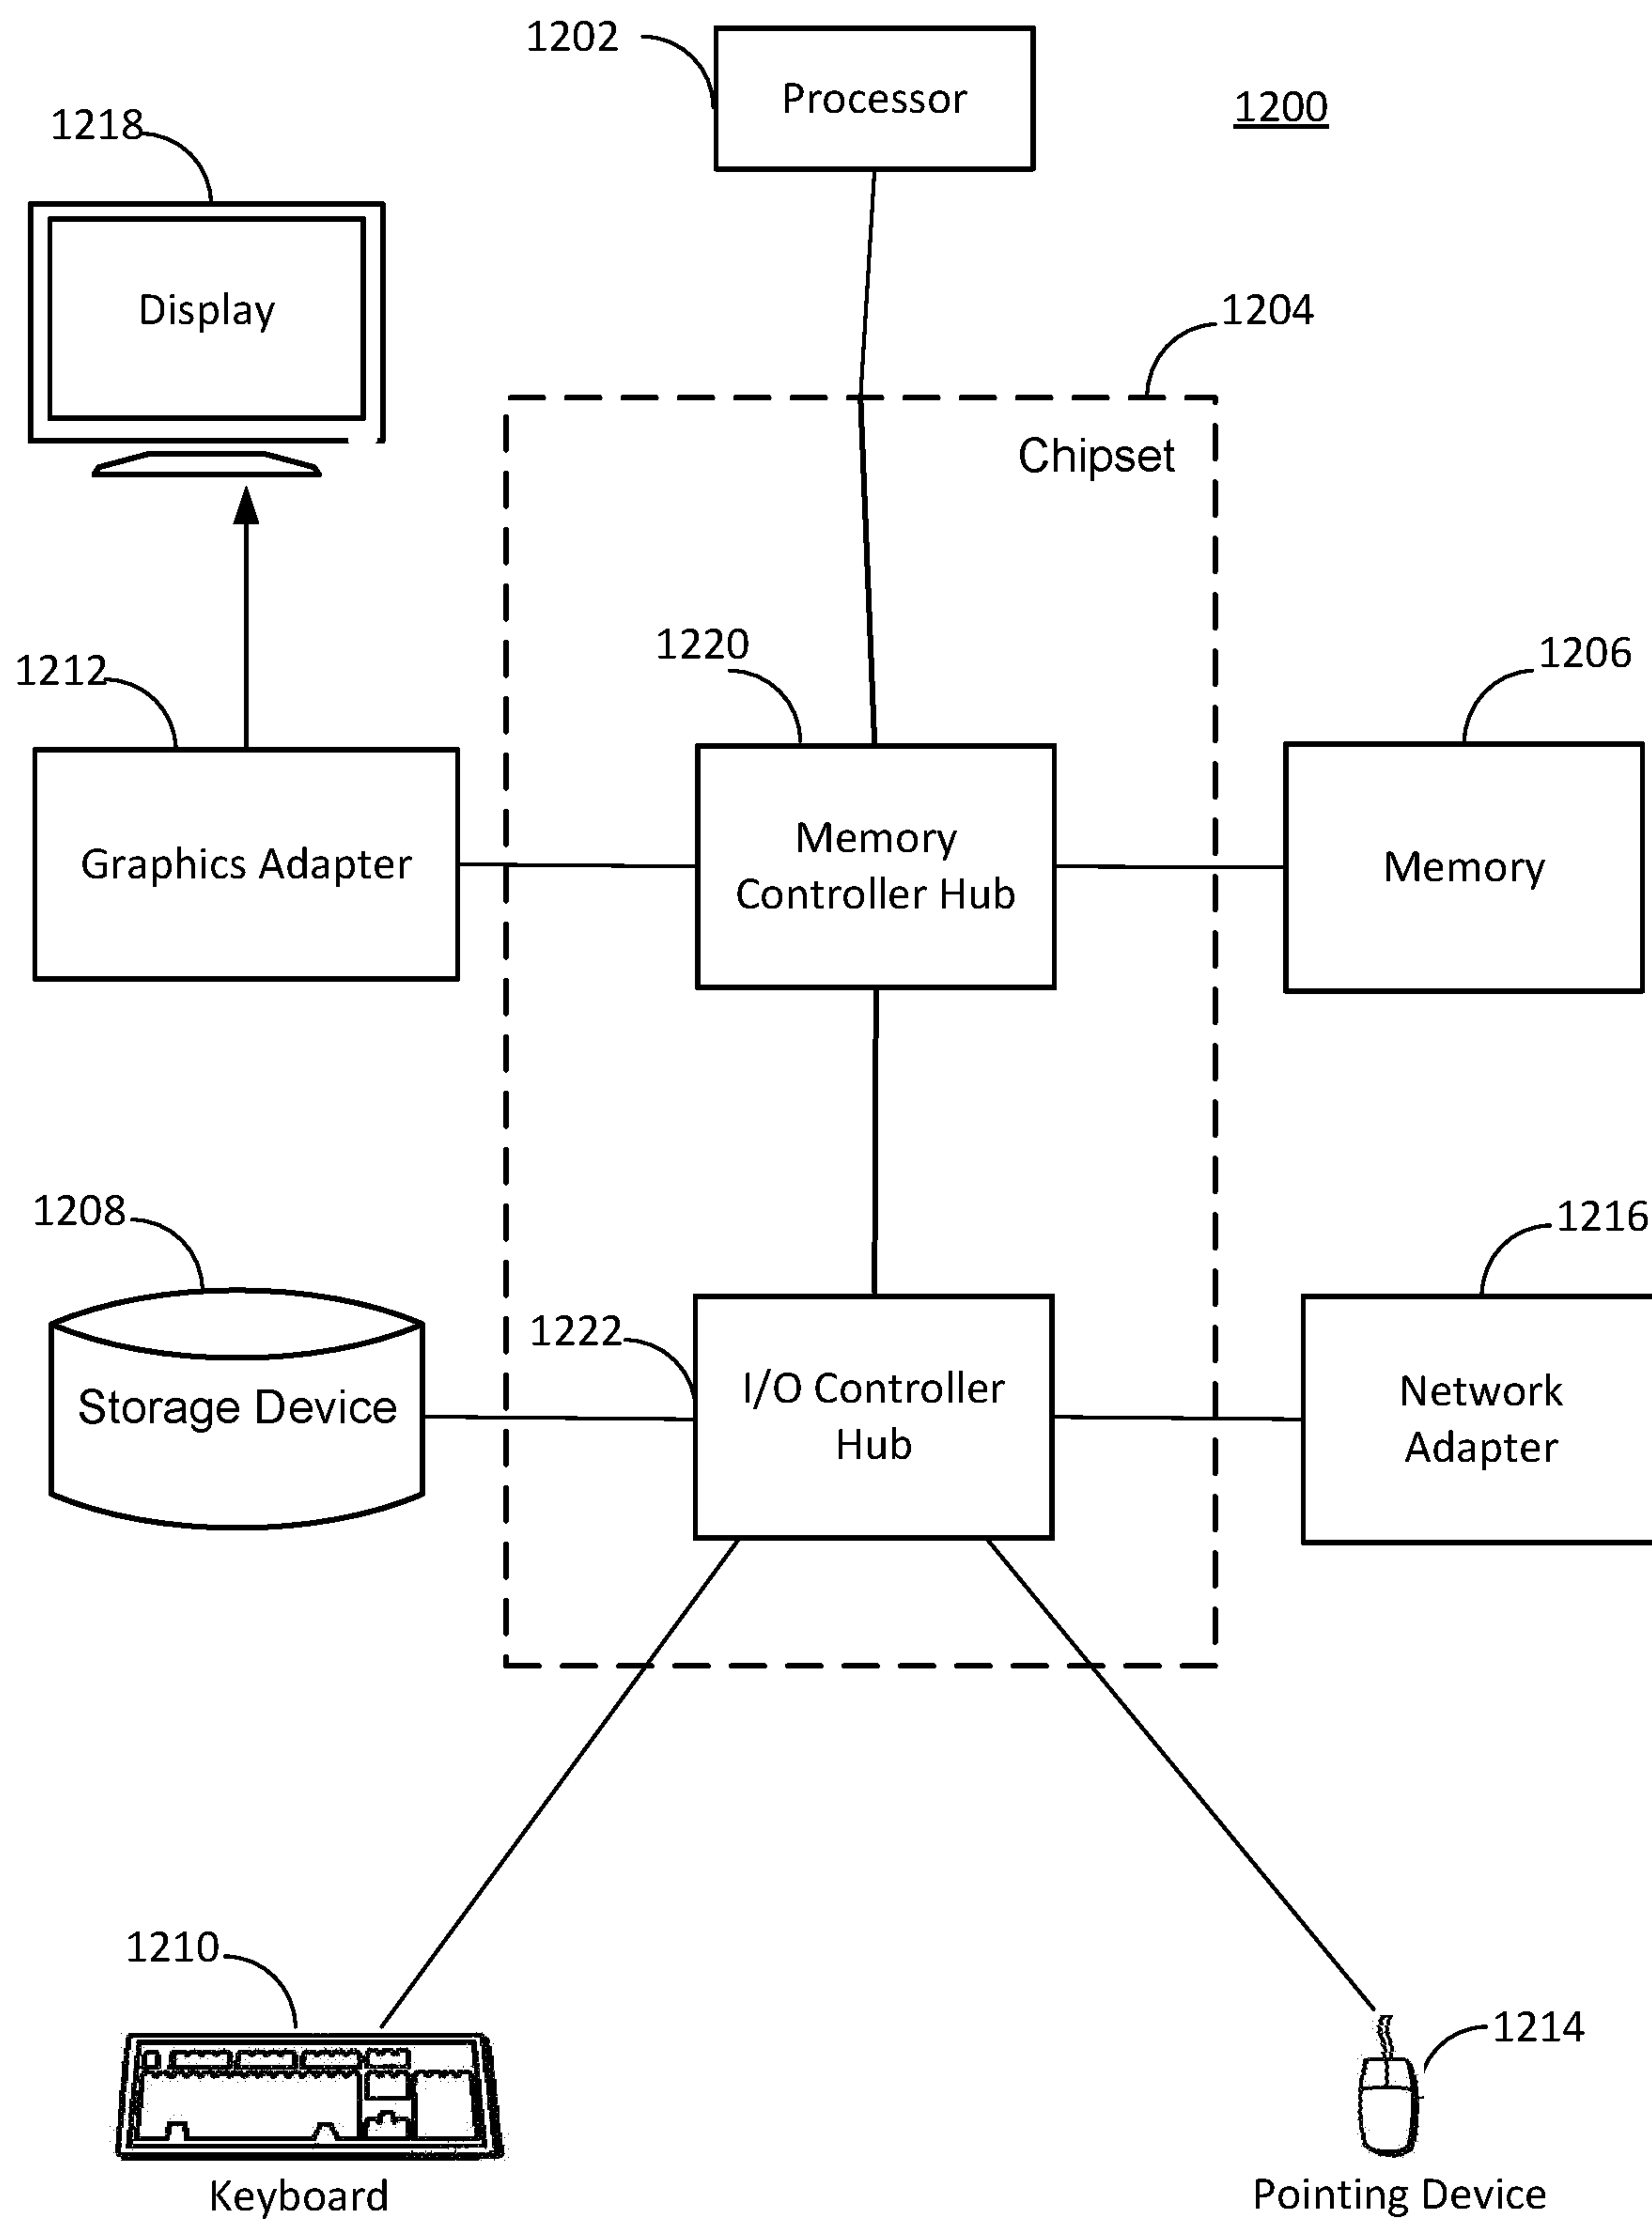 1202
Processor
1200
1218
Display
1204
Chipset
1220
1206
1212
Graphics Adapter
Memory
Controller Hub
Memory
1208
1216
1222
Storage Device
I/O Controller
Hub
Network
Adapter
1210
1214
Keyboard
Pointing Device